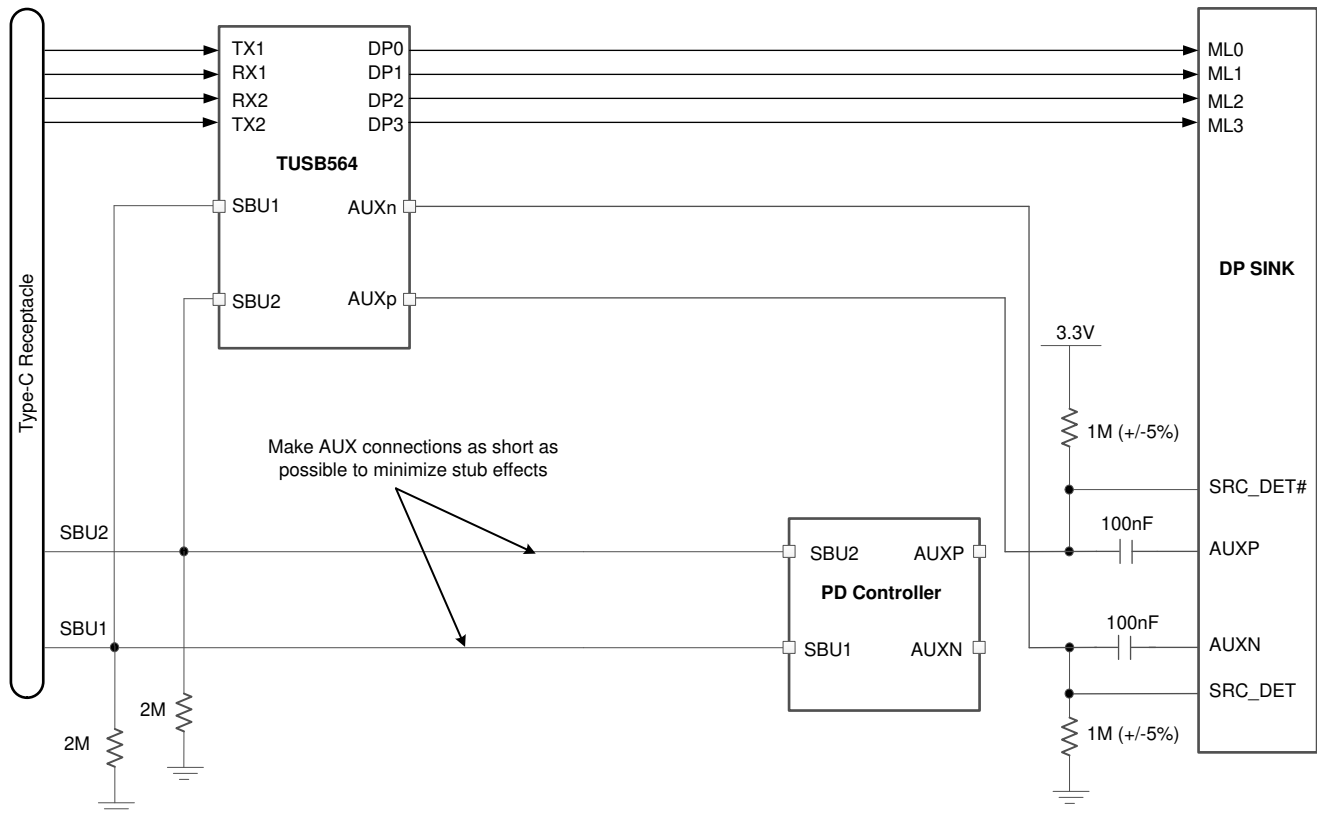 Type-C Receptacle
TX1
RX1
RX2
TX2
DP0
DP1
DP2
DP3
TUSB564
SBU1
AUXn
SBU2
AUXp
ML0
ML1
ML2
ML3
DP SINK
3.3V
1M (+/-5%)
SRC_DET#
100nF
AUXP
100nF
AUXN
SRC_DET
1M (+/-5%)
Make AUX connections as short as
possible to minimize stub effects
SBU2
SBU1
SBU2
AUXP
PD Controller
SBU1
AUXN
2M
2M